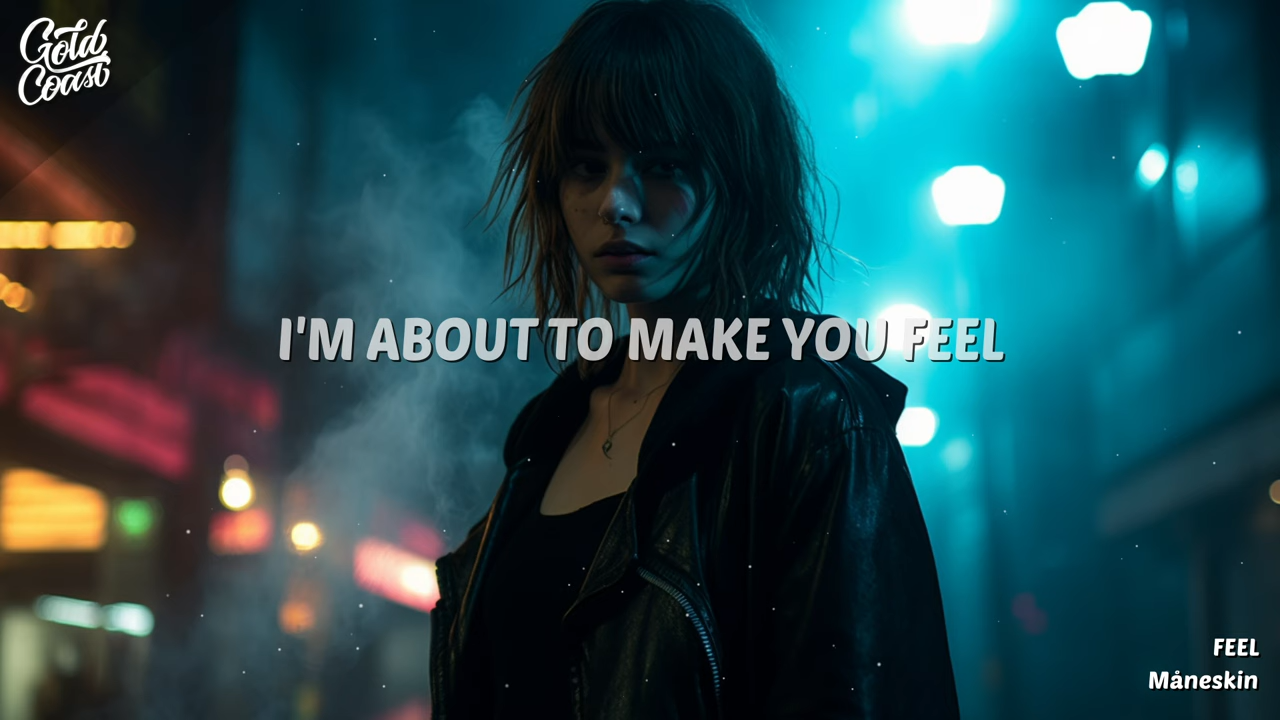 Gold
Coast
I'M ABOUT TO MAKE YOU FEEL
FEEL
Måneskin